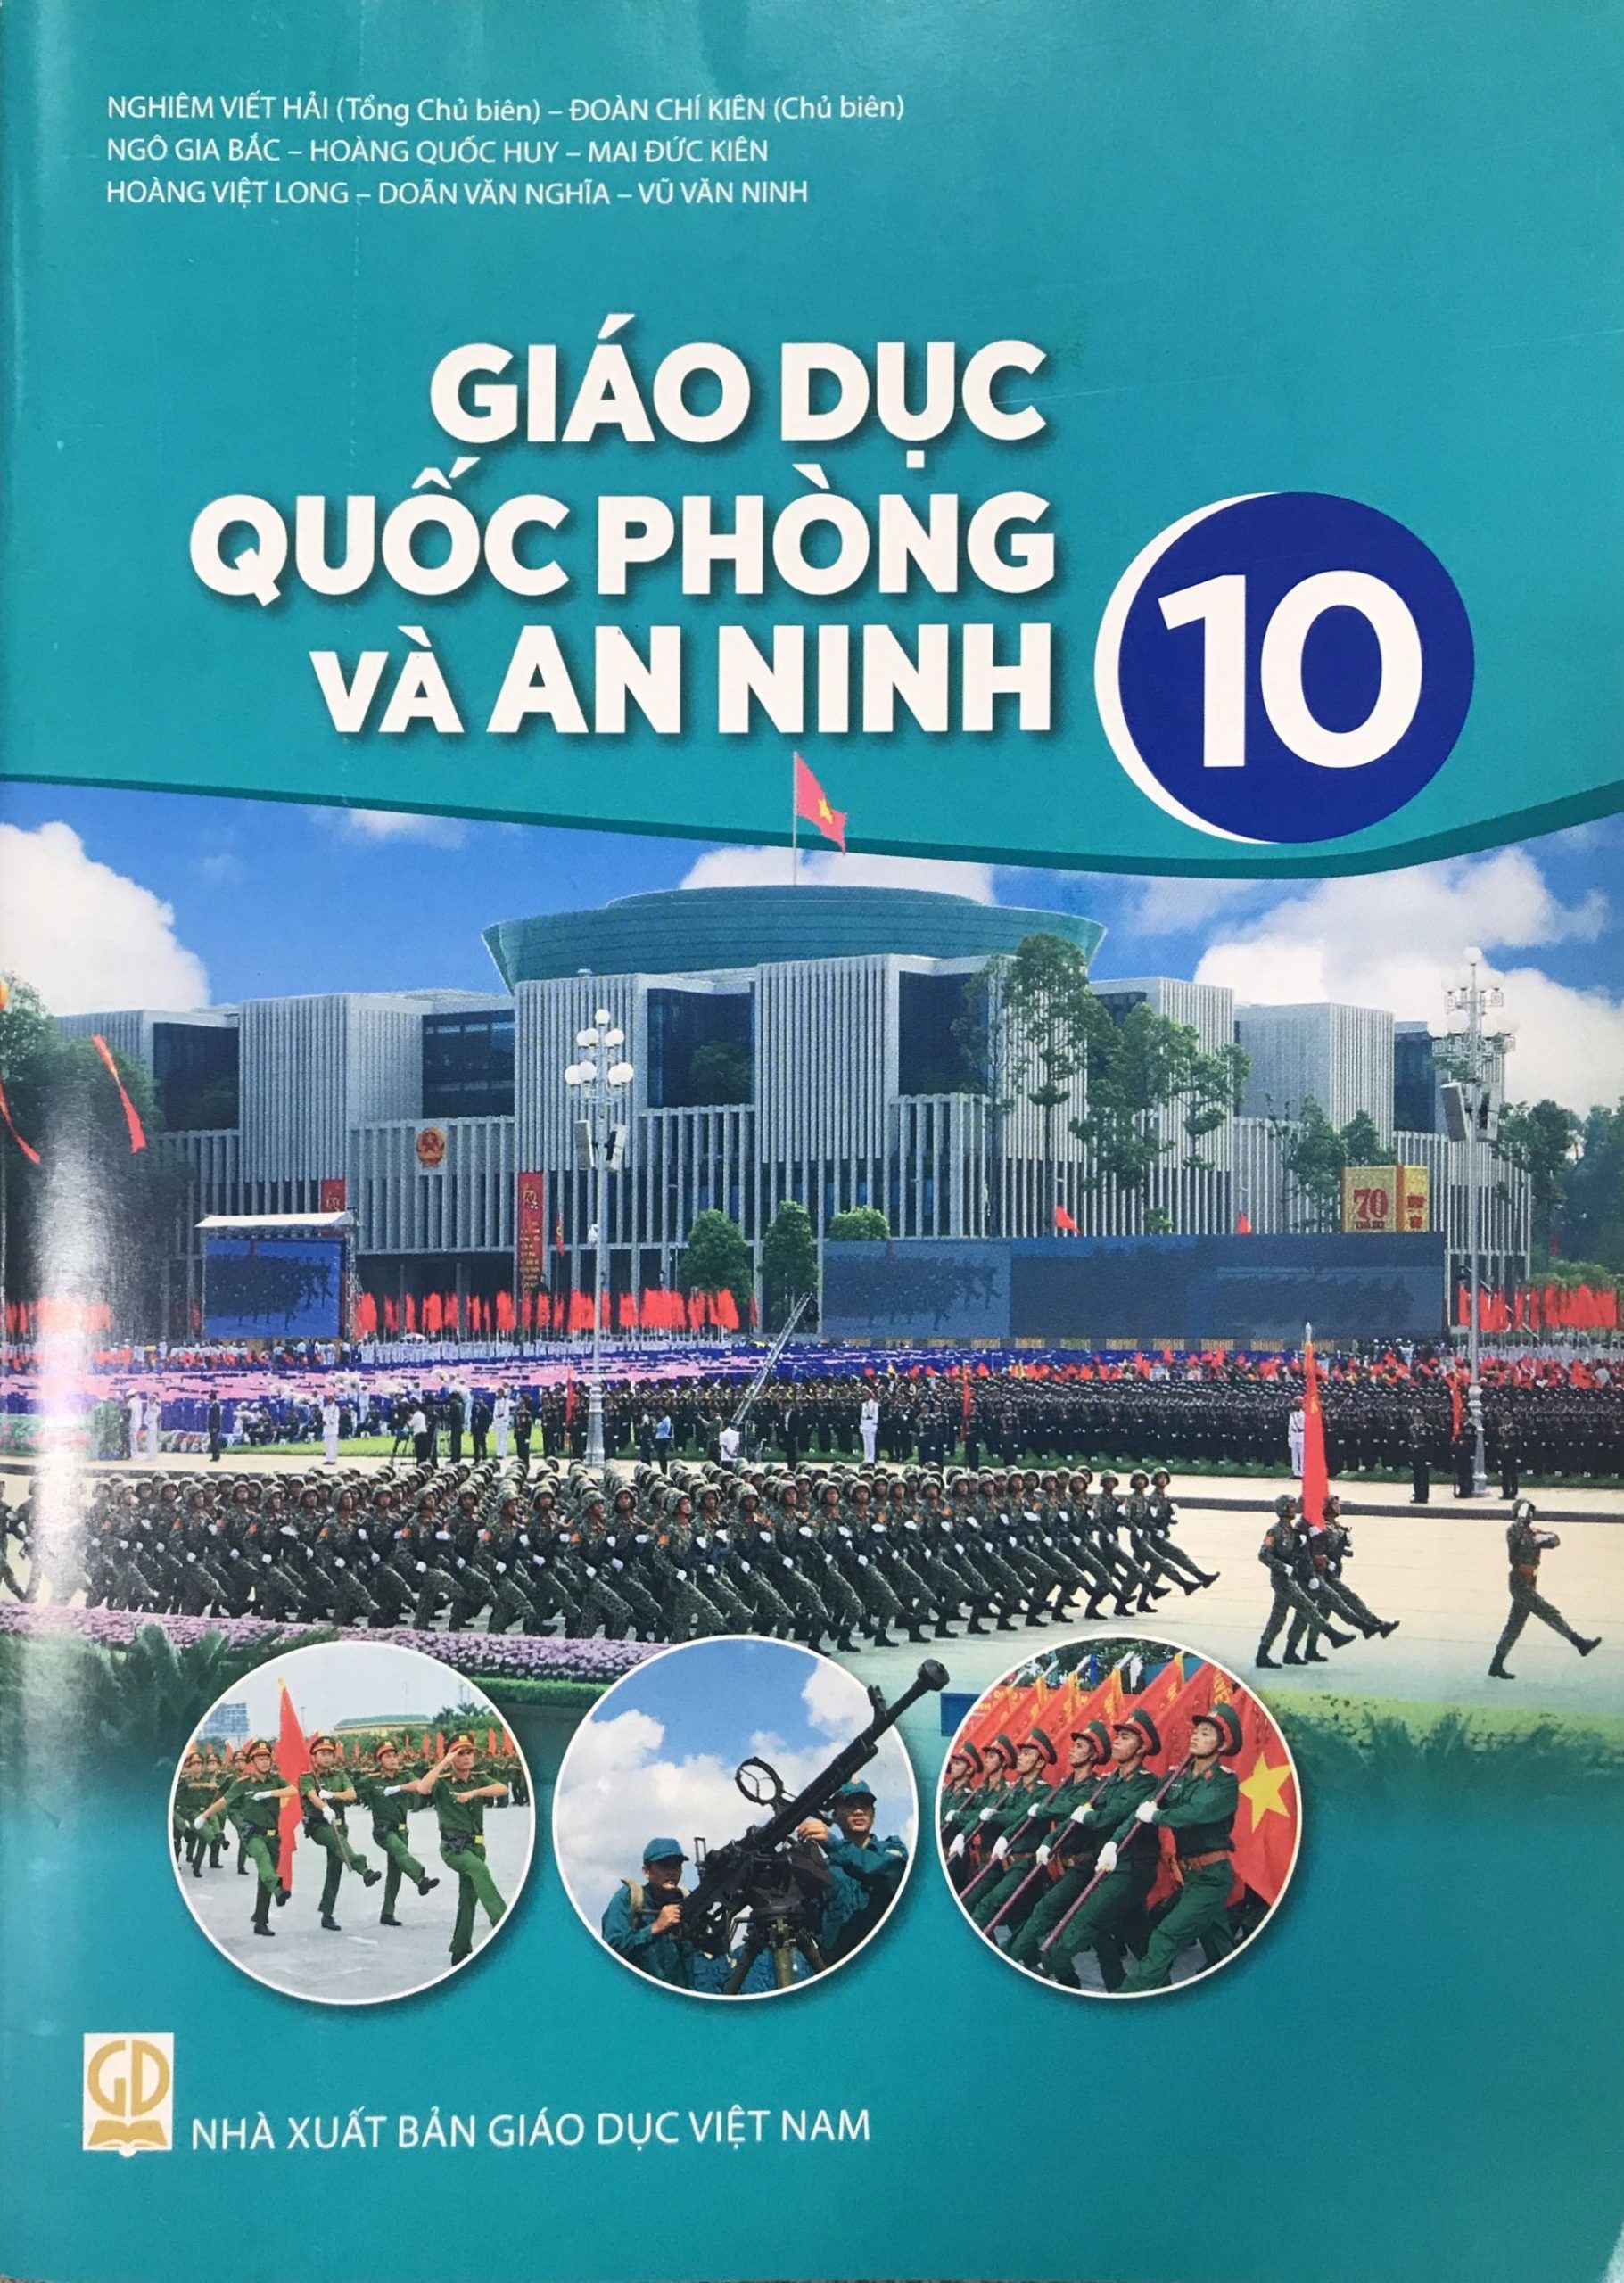 NGHIÊM VIẾT HẢI (Tổng Chủ biên) – ĐOÀN CHÍ KIÊN (Chủ biên)
NGÔ GIA BẮC – HOÀNG QUỐC HUY – MAI ĐỨC KIÊN
HOÀNG VIỆT LONG – DOÃN VĂN NGHĨA – VŨ VĂN NINH
GIÁO DỤC
QUỐC PHÒNG
VÀ AN NINH
10
70
NĂM
GD
NHÀ XUẤT BẢN GIÁO DỤC VIỆT NAM